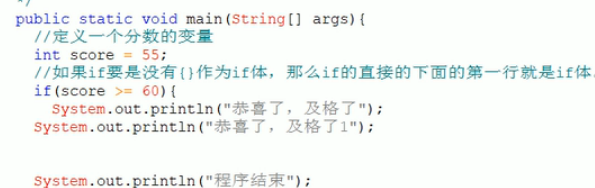 */
public static void main(String[] args){
//定义一个分数的变量
int score = 55;
//如果if要是没有{}作为if体，那么if的直接的下面的第一行就是if体.
if(score >= 60){
System.out.println("恭喜了，及格了");
System.out.println("恭喜了，及格了1");
System.out.println("程序结束");